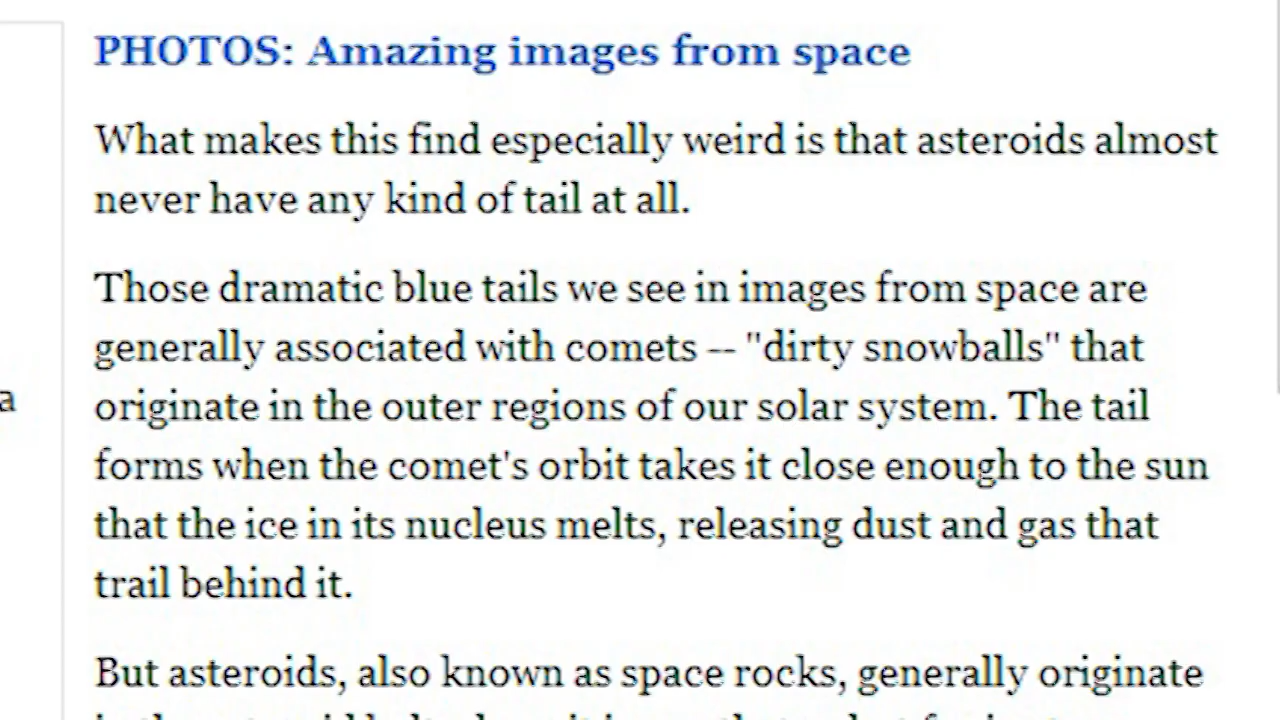 PHOTOS: Amazing images from space
What makes this find especially weird is that asteroids almost
never have any kind of tail at all.
Those dramatic blue tails we see in images from space are
generally associated with comets -- "dirty snowballs" that
originate in the outer regions of our solar system. The tail
a
forms when the comet's orbit takes it close enough to the sun
that the ice in its nucleus melts, releasing dust and gas that
trail behind it.
But asteroids, also known as space rocks, generally originate